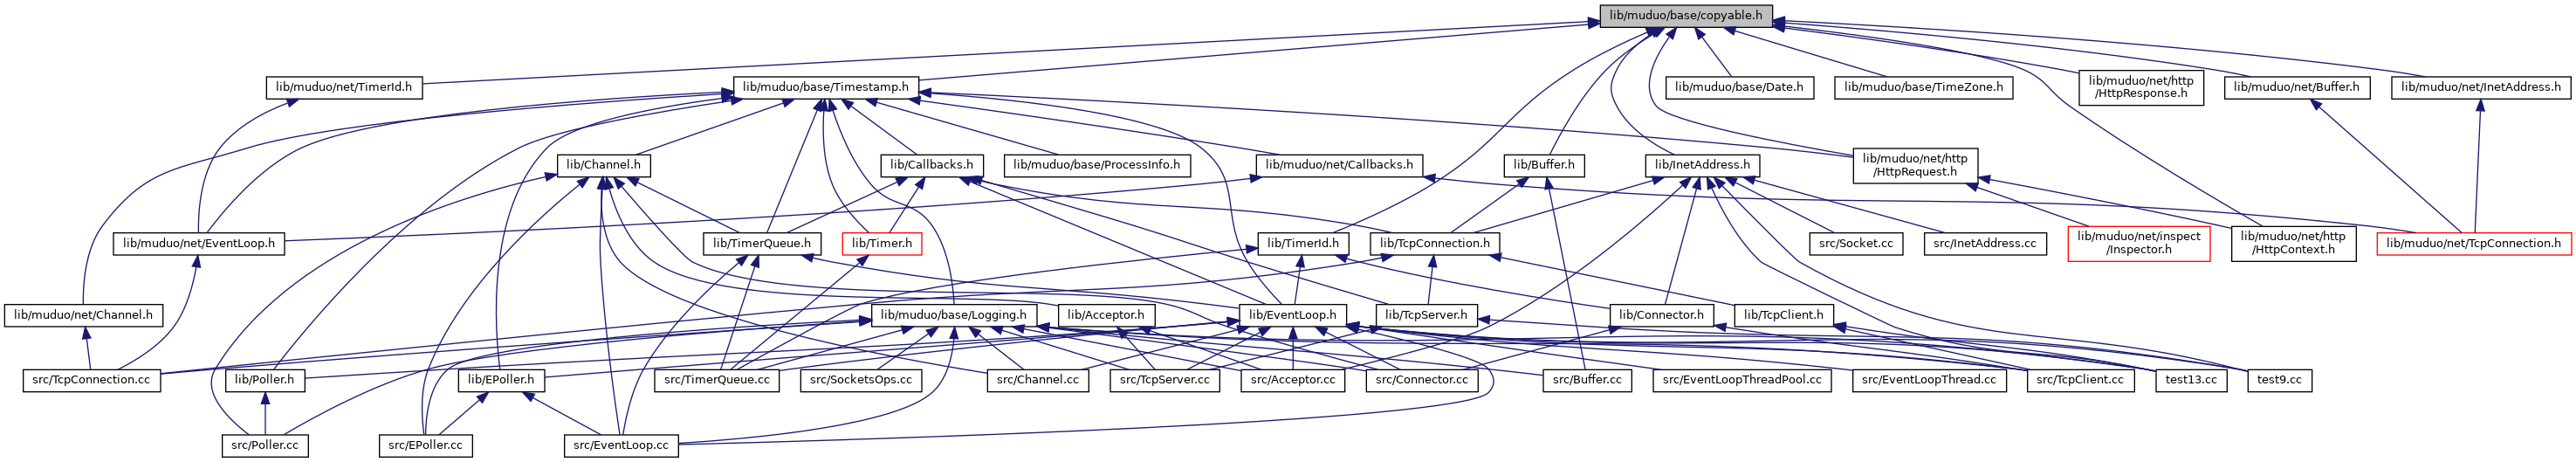 lib/muduo/base/copyable.h
lib/muduo/net/TimerId.h
lib/muduo/base/Timestamp.h
lib/muduo/base/Date.h
lib/muduo/base/TimeZone.h
lib/muduo/net/http
/HttpResponse.h
lib/muduo/net/Buffer.h
lib/muduo/net/InetAddress.h
lib/Channel.h
lib/Callbacks.h
lib/muduo/base/ProcessInfo.h
lib/muduo/net/Callbacks.h
lib/Buffer.h
lib/InetAddress.h
lib/muduo/net/http
/HttpRequest.h
lib/muduo/net/EventLoop.h
lib/TimerQueue.h
lib/Timer.h
lib/TimerId.h
lib/TcpConnection.h
src/Socket.cc
src/InetAddress.cc
lib/muduo/net/inspect
/Inspector.h
lib/muduo/net/http
/HttpContext.h
lib/muduo/net/TcpConnection.h
lib/muduo/net/Channel.h
lib/muduo/base/Logging.h
lib/Acceptor.h
lib/EventLoop.h
lib/TcpServer.h
lib/Connector.h
lib/TcpClient.h
src/TcpConnection.cc
lib/Poller.h
lib/EPoller.h
src/TimerQueue.cc
src/SocketsOps.cc
src/Channel.cc
src/TcpServer.cc
src/Acceptor.cc
src/Connector.cc
src/Buffer.cc
src/EventLoopThreadPool.cc
src/EventLoopThread.cc
src/TcpClient.cc
test13.cc
test9.cc
src/Poller.cc
src/EPoller.cc
src/EventLoop.cc